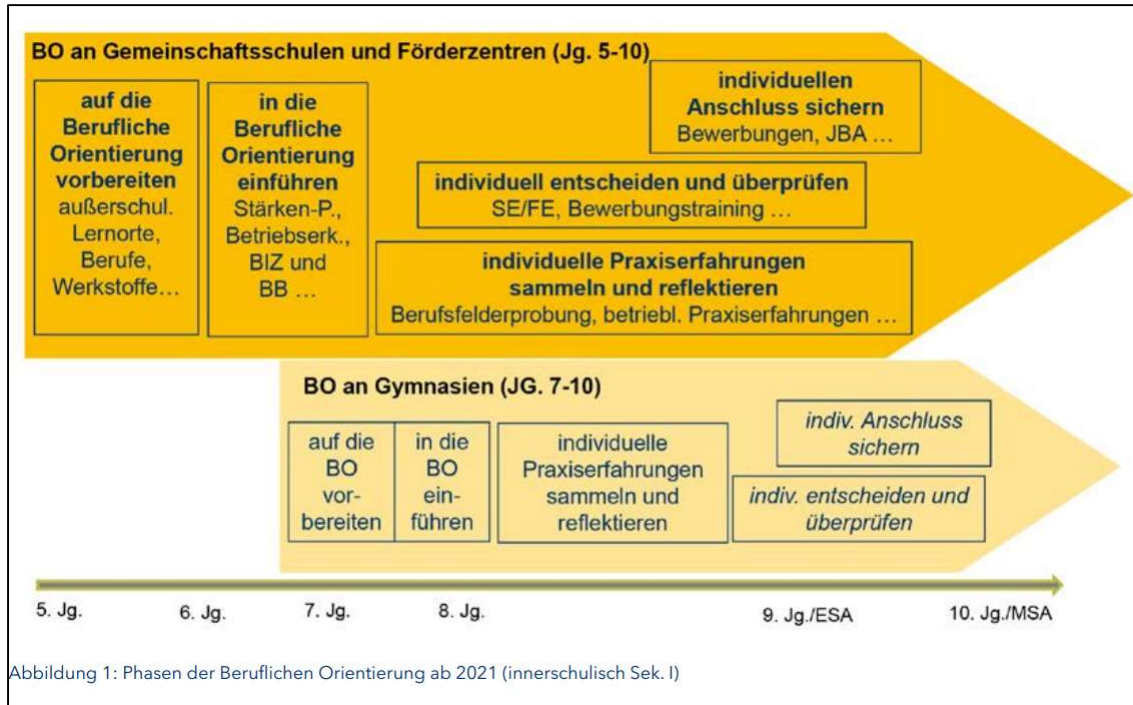 BO an Gemeinschaftsschulen und Förderzentren (Jg. 5-10)
auf die
Berufliche
Orientierung
vorbereiten
außerschul.
Lernorte,
Berufe,
Werkstoffe…
in die
Berufliche
Orientierung
einführen
Stärken-P.,
Betriebserk.,
BIZ und
BB …
individuellen
Anschluss sichern
Bewerbungen, JBA …
individuell entscheiden und überprüfen
SE/FE, Bewerbungstraining …
individuelle Praxiserfahrungen
sammeln und reflektieren
Berufsfelderprobung, betriebl. Praxiserfahrungen …
BO an Gymnasien (JG. 7-10)
auf die
BO
vor-
bereiten
in die
BO
ein-
führen
individuelle
Praxiserfahrungen
sammeln und
reflektieren
indiv. Anschluss
sichern
indiv. entscheiden und
überprüfen
5. Jg.
6. Jg.
7. Jg.
8. Jg.
9. Jg./ESA
10. Jg./MSA
Abbildung 1: Phasen der Beruflichen Orientierung ab 2021 (innerschulisch Sek. I)